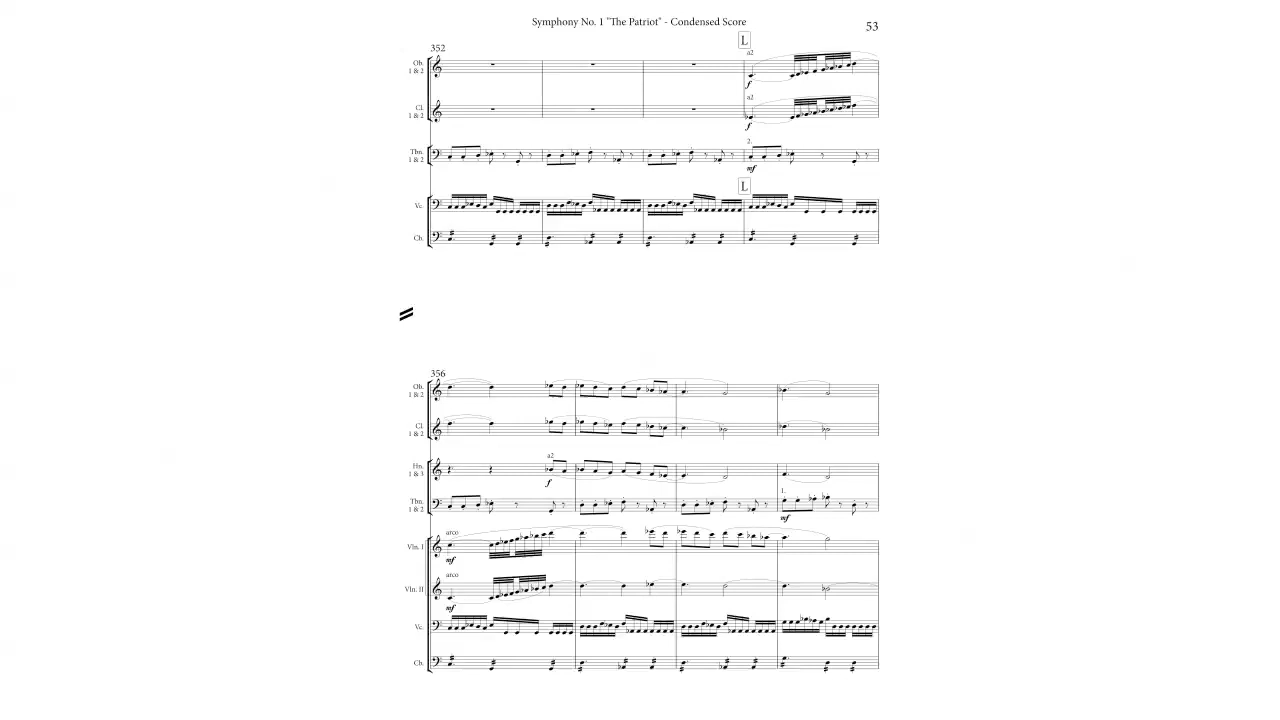 Symphony No. 1 "The Patriot" - Condensed Score
53
L
352
a2
Ob.
1 & 2
f
a2
Cl.
1 & 2
f
2.
Tbn.
1 & 2
mf
L
Vc.
Cb.
356
Ob.
1 & 2
Cl.
1 & 2
a2
Hn.
1 & 3
f
Tbn.
1 & 2
1.
mf
arco
Vln. I
mf
arco
Vln. II
mf
Vc.
Cb.